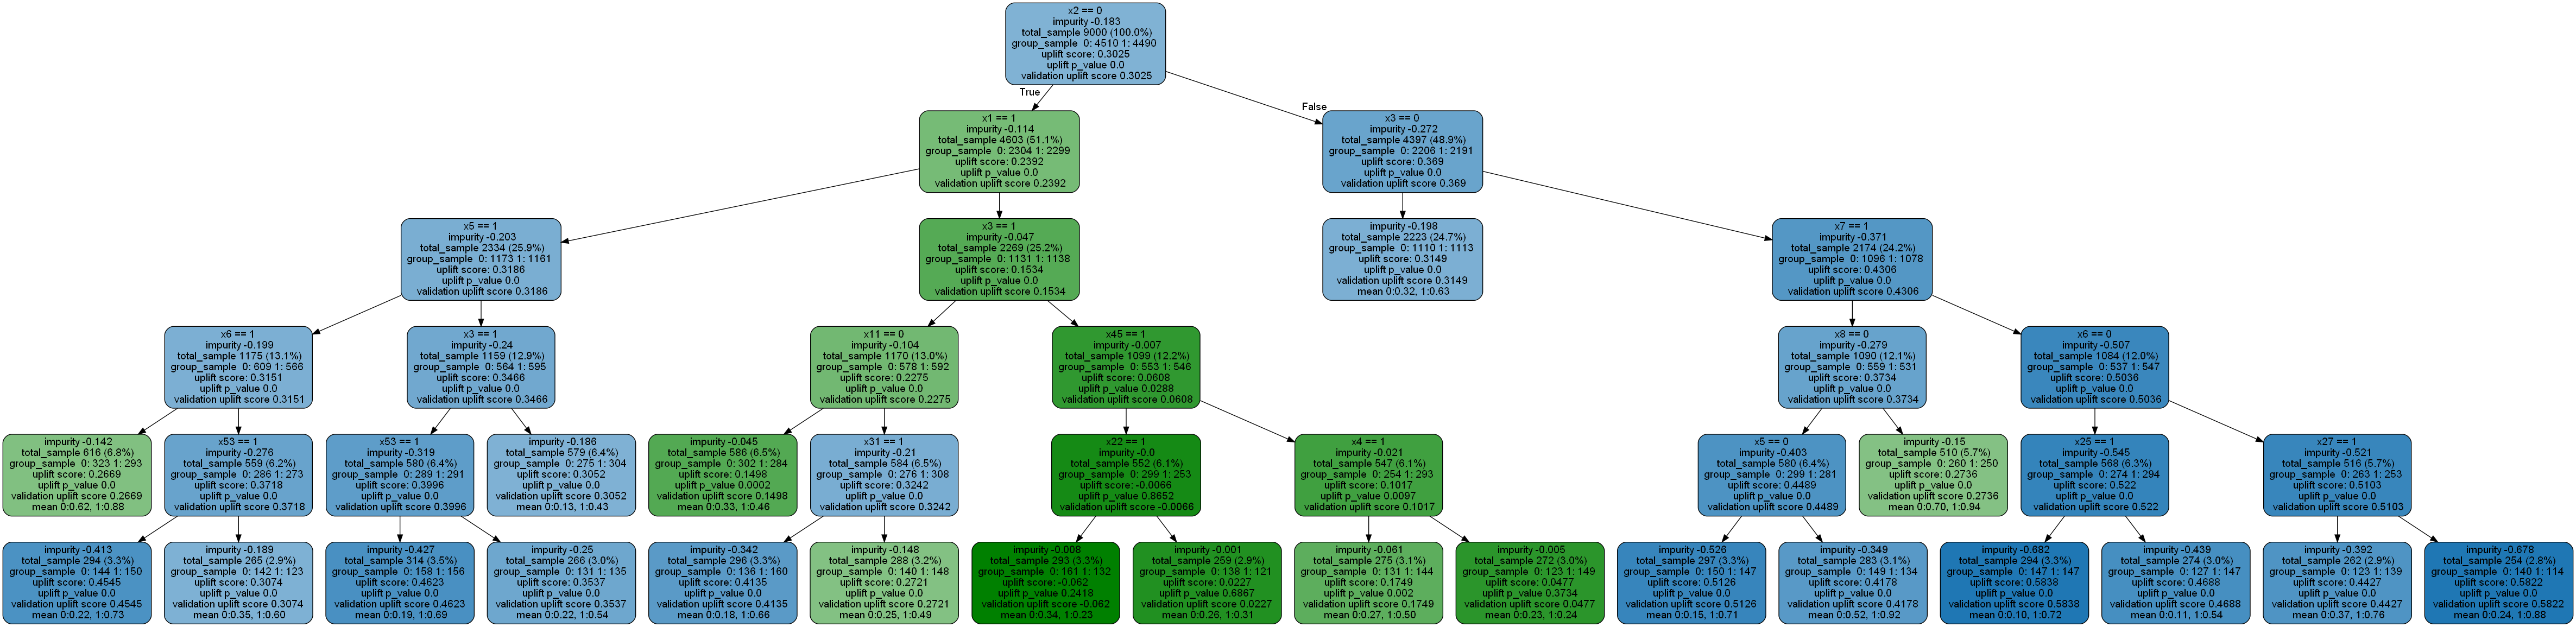 x2 == 0
impurity -0.183
total_sample 9000 (100.0%)
group_sample 0: 4510 1: 4490
uplift score: 0.3025
uplift p_value 0.0
validation uplift score 0.3025
True
False
x1 == 1
impurity -0.114
total_sample 4603 (51.1%)
group_sample 0: 2304 1: 2299
uplift score: 0.2392
uplift p_value 0.0
validation uplift score 0.2392
x3 == 0
impurity -0.272
total_sample 4397 (48.9%)
group_sample 0: 2206 1: 2191
uplift score: 0.369
uplift p_value 0.0
validation uplift score 0.369
x5 == 1
impurity -0.203
total_sample 2334 (25.9%)
group_sample 0: 1173 1: 1161
uplift score: 0.3186
uplift p_value 0.0
validation uplift score 0.3186
x3 == 1
impurity -0.047
total_sample 2269 (25.2%)
group_sample 0: 1131 1: 1138
uplift score: 0.1534
uplift p_value 0.0
validation uplift score 0.1534
impurity -0.198
total_sample 2223 (24.7%)
group_sample 0: 1110 1: 1113
uplift score: 0.3149
uplift p_value 0.0
validation uplift score 0.3149
mean 0:0.32, 1:0.63
x7 == 1
impurity -0.371
total_sample 2174 (24.2%)
group_sample 0: 1096 1: 1078
uplift score: 0.4306
uplift p_value 0.0
validation uplift score 0.4306
x6 == 1
impurity -0.199
total_sample 1175 (13.1%)
group_sample 0: 609 1: 566
uplift score: 0.3151
uplift p_value 0.0
validation uplift score 0.3151
x3 == 1
impurity -0.24
total_sample 1159 (12.9%)
group_sample 0: 564 1: 595
uplift score: 0.3466
uplift p_value 0.0
validation uplift score 0.3466
x11 == 0
impurity -0.104
total_sample 1170 (13.0%)
group_sample 0: 578 1: 592
uplift score: 0.2275
uplift p_value 0.0
validation uplift score 0.2275
x45 == 1
impurity -0.007
total_sample 1099 (12.2%)
group_sample 0: 553 1: 546
uplift score: 0.0608
uplift p_value 0.0288
validation uplift score 0.0608
x8 == 0
impurity -0.279
total_sample 1090 (12.1%)
group_sample 0: 559 1: 531
uplift score: 0.3734
uplift p_value 0.0
validation uplift score 0.3734
x6 == 0
impurity -0.507
total_sample 1084 (12.0%)
group_sample 0: 537 1: 547
uplift score: 0.5036
uplift p_value 0.0
validation uplift score 0.5036
impurity -0.142
total_sample 616 (6.8%)
group_sample 0: 323 1: 293
uplift score: 0.2669
uplift p_value 0.0
validation uplift score 0.2669
mean 0:0.62, 1:0.88
x53 == 1
impurity -0.276
total_sample 559 (6.2%)
group_sample 0: 286 1: 273
uplift score: 0.3718
uplift p_value 0.0
validation uplift score 0.3718
x53 == 1
impurity -0.319
total_sample 580 (6.4%)
group_sample 0: 289 1: 291
uplift score: 0.3996
uplift p_value 0.0
validation uplift score 0.3996
impurity -0.186
total_sample 579 (6.4%)
group_sample 0: 275 1: 304
uplift score: 0.3052
uplift p_value 0.0
validation uplift score 0.3052
mean 0:0.13, 1:0.43
impurity -0.045
total_sample 586 (6.5%)
group_sample 0: 302 1: 284
uplift score: 0.1498
uplift p_value 0.0002
validation uplift score 0.1498
mean 0:0.33, 1:0.46
x31 == 1
impurity -0.21
total_sample 584 (6.5%)
group_sample 0: 276 1: 308
uplift score: 0.3242
uplift p_value 0.0
validation uplift score 0.3242
x22 == 1
impurity -0.0
total_sample 552 (6.1%)
group_sample 0: 299 1: 253
uplift score: -0.0066
uplift p_value 0.8652
validation uplift score -0.0066
x4 == 1
impurity -0.021
total_sample 547 (6.1%)
group_sample 0: 254 1: 293
uplift score: 0.1017
uplift p_value 0.0097
validation uplift score 0.1017
x5 == 0
impurity -0.403
total_sample 580 (6.4%)
group_sample 0: 299 1: 281
uplift score: 0.4489
uplift p_value 0.0
validation uplift score 0.4489
impurity -0.15
total_sample 510 (5.7%)
group_sample 0: 260 1: 250
uplift score: 0.2736
uplift p_value 0.0
validation uplift score 0.2736
mean 0:0.70, 1:0.94
x25 == 1
impurity -0.545
total_sample 568 (6.3%)
group_sample 0: 274 1: 294
uplift score: 0.522
uplift p_value 0.0
validation uplift score 0.522
x27 == 1
impurity -0.521
total_sample 516 (5.7%)
group_sample 0: 263 1: 253
uplift score: 0.5103
uplift p_value 0.0
validation uplift score 0.5103
impurity -0.413
total_sample 294 (3.3%)
group_sample 0: 144 1: 150
uplift score: 0.4545
uplift p_value 0.0
validation uplift score 0.4545
mean 0:0.22, 1:0.73
impurity -0.189
total_sample 265 (2.9%)
group_sample 0: 142 1: 123
uplift score: 0.3074
uplift p_value 0.0
validation uplift score 0.3074
mean 0:0.35, 1:0.60
impurity -0.427
total_sample 314 (3.5%)
group_sample 0: 158 1: 156
uplift score: 0.4623
uplift p_value 0.0
validation uplift score 0.4623
mean 0:0.19, 1:0.69
impurity -0.25
total_sample 266 (3.0%)
group_sample 0: 131 1: 135
uplift score: 0.3537
uplift p_value 0.0
validation uplift score 0.3537
mean 0:0.22, 1:0.54
impurity -0.342
total_sample 296 (3.3%)
group_sample 0: 136 1: 160
uplift score: 0.4135
uplift p_value 0.0
validation uplift score 0.4135
mean 0:0.18, 1:0.66
impurity -0.148
total_sample 288 (3.2%)
group_sample 0: 140 1: 148
uplift score: 0.2721
uplift p_value 0.0
validation uplift score 0.2721
mean 0:0.25, 1:0.49
impurity -0.008
total_sample 293 (3.3%)
group_sample 0: 161 1: 132
uplift score: -0.062
uplift p_value 0.2418
validation uplift score -0.062
mean 0:0.34, 1:0.23
impurity -0.001
total_sample 259 (2.9%)
group_sample 0: 138 1: 121
uplift score: 0.0227
uplift p_value 0.6867
validation uplift score 0.0227
mean 0:0.26, 1:0.31
impurity -0.061
total_sample 275 (3.1%)
group_sample 0: 131 1: 144
uplift score: 0.1749
uplift p_value 0.002
validation uplift score 0.1749
mean 0:0.27, 1:0.50
impurity -0.005
total_sample 272 (3.0%)
group_sample 0: 123 1: 149
uplift score: 0.0477
uplift p_value 0.3734
validation uplift score 0.0477
mean 0:0.23, 1:0.24
impurity -0.526
total_sample 297 (3.3%)
group_sample 0: 150 1: 147
uplift score: 0.5126
uplift p_value 0.0
validation uplift score 0.5126
mean 0:0.15, 1:0.71
impurity -0.349
total_sample 283 (3.1%)
group_sample 0: 149 1: 134
uplift score: 0.4178
uplift p_value 0.0
validation uplift score 0.4178
mean 0:0.52, 1:0.92
impurity -0.682
total_sample 294 (3.3%)
group_sample 0: 147 1: 147
uplift score: 0.5838
uplift p_value 0.0
validation uplift score 0.5838
mean 0:0.10, 1:0.72
impurity -0.439
total_sample 274 (3.0%)
group_sample 0: 127 1: 147
uplift score: 0.4688
uplift p_value 0.0
validation uplift score 0.4688
mean 0:0.11, 1:0.54
impurity -0.392
total_sample 262 (2.9%)
group_sample 0: 123 1: 139
uplift score: 0.4427
uplift p_value 0.0
validation uplift score 0.4427
mean 0:0.37, 1:0.76
impurity -0.678
total_sample 254 (2.8%)
group_sample 0: 140 1: 114
uplift score: 0.5822
uplift p_value 0.0
validation uplift score 0.5822
mean 0:0.24, 1:0.88